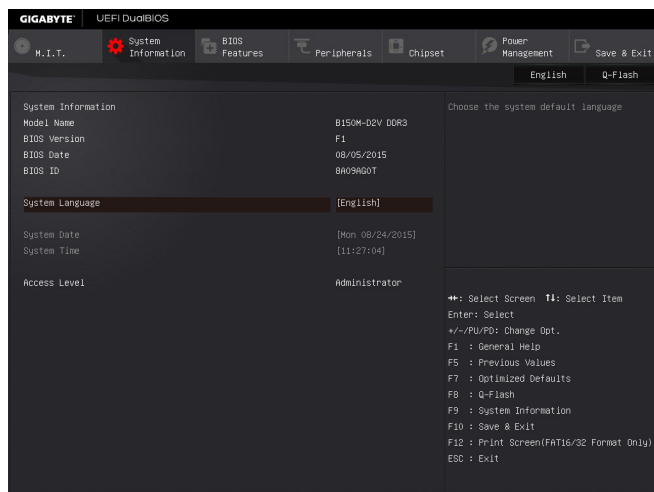 GIGABYTE™ UEFI DualBIOS
M.I.T. System Information BIOS Features Peripherals Chipset Power Management Save & Exit
English Q-Flash
System Information
Model Name B150M-D2V DDR3
BIOS Version F1
BIOS Date 08/05/2015
BIOS ID 8A09AG0T
System Language [English]
System Date [Mon 08/24/2015]
System Time [11:27:04]
Access Level Administrator
Choose the system default language
→←: Select Screen ↑↓: Select Item
Enter: Select
+/-/PU/PD: Change Opt.
F1 : General Help
F5 : Previous Values
F7 : Optimized Defaults
F8 : Q-Flash
F9 : System Information
F10 : Save & Exit
F12 : Print Screen(FAT16/32 Format Only)
ESC : Exit